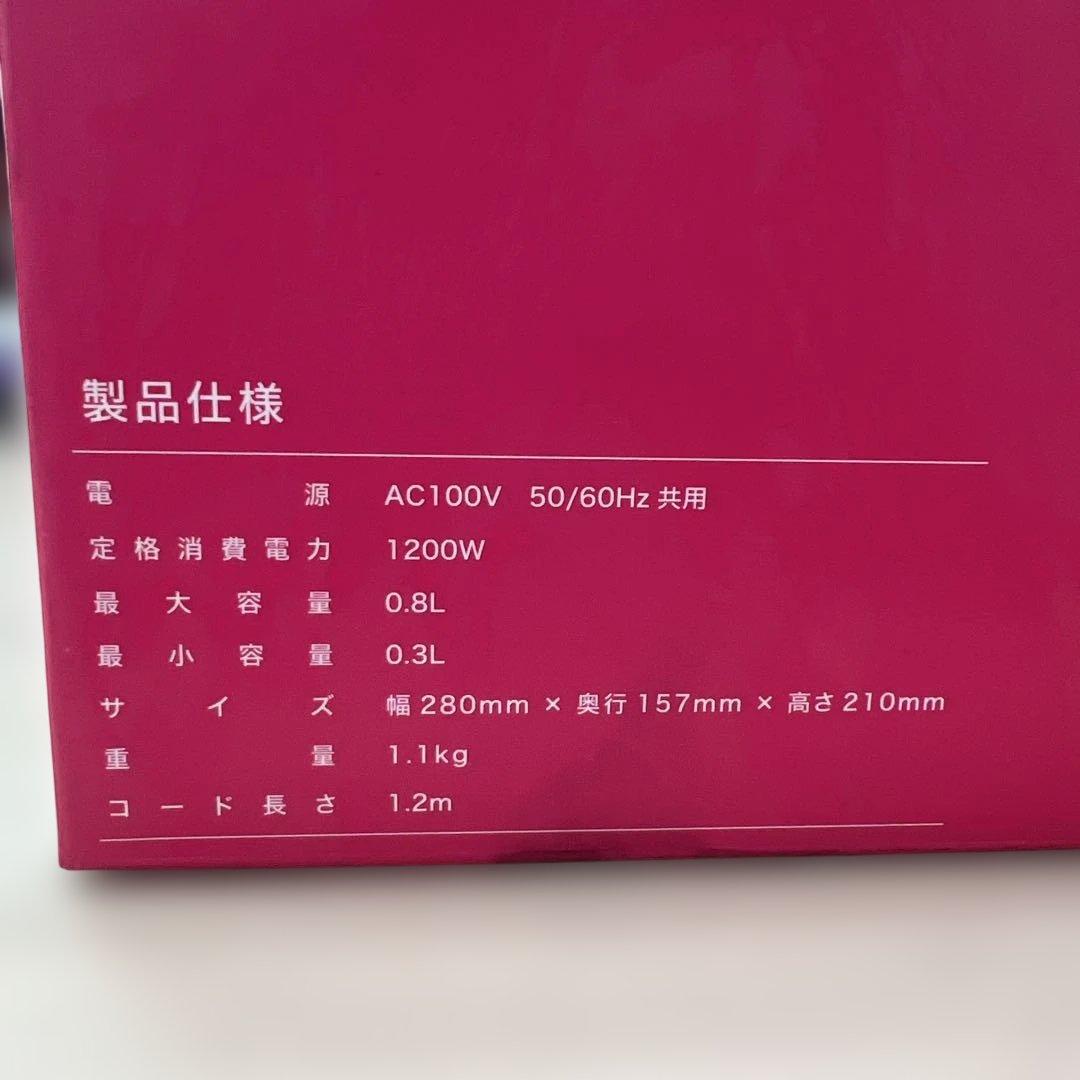 製品仕様
電源 AC100V 50/60Hz 共用
定格消費電力 1200W
最大容量 0.8L
最小容量 0.3L
サイズ 幅 280mm × 奥行 157mm × 高さ 210mm
重量 1.1kg
コード長さ 1.2m